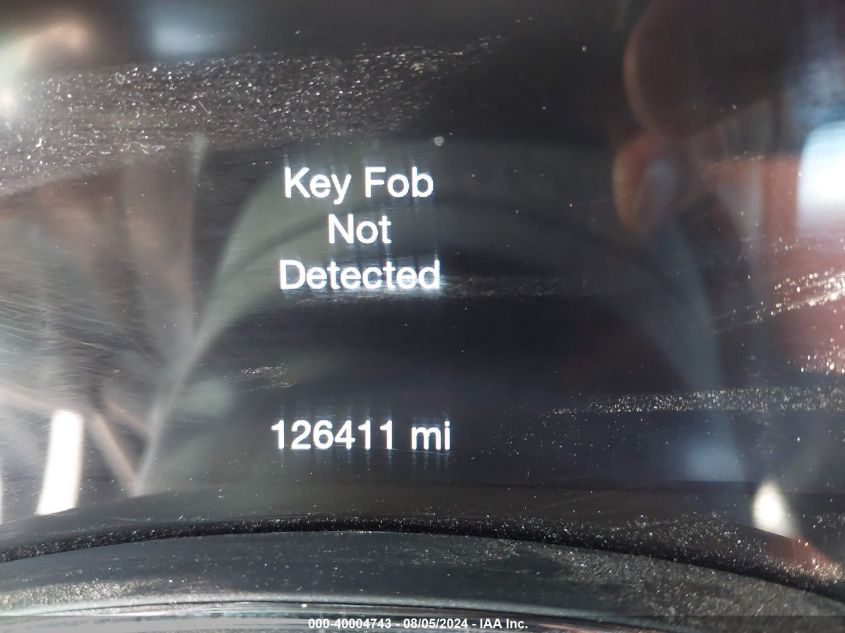 Key Fob
Not
Detected
126411 mi
000-40004743 - 08/05/2024 - IAA Inc.